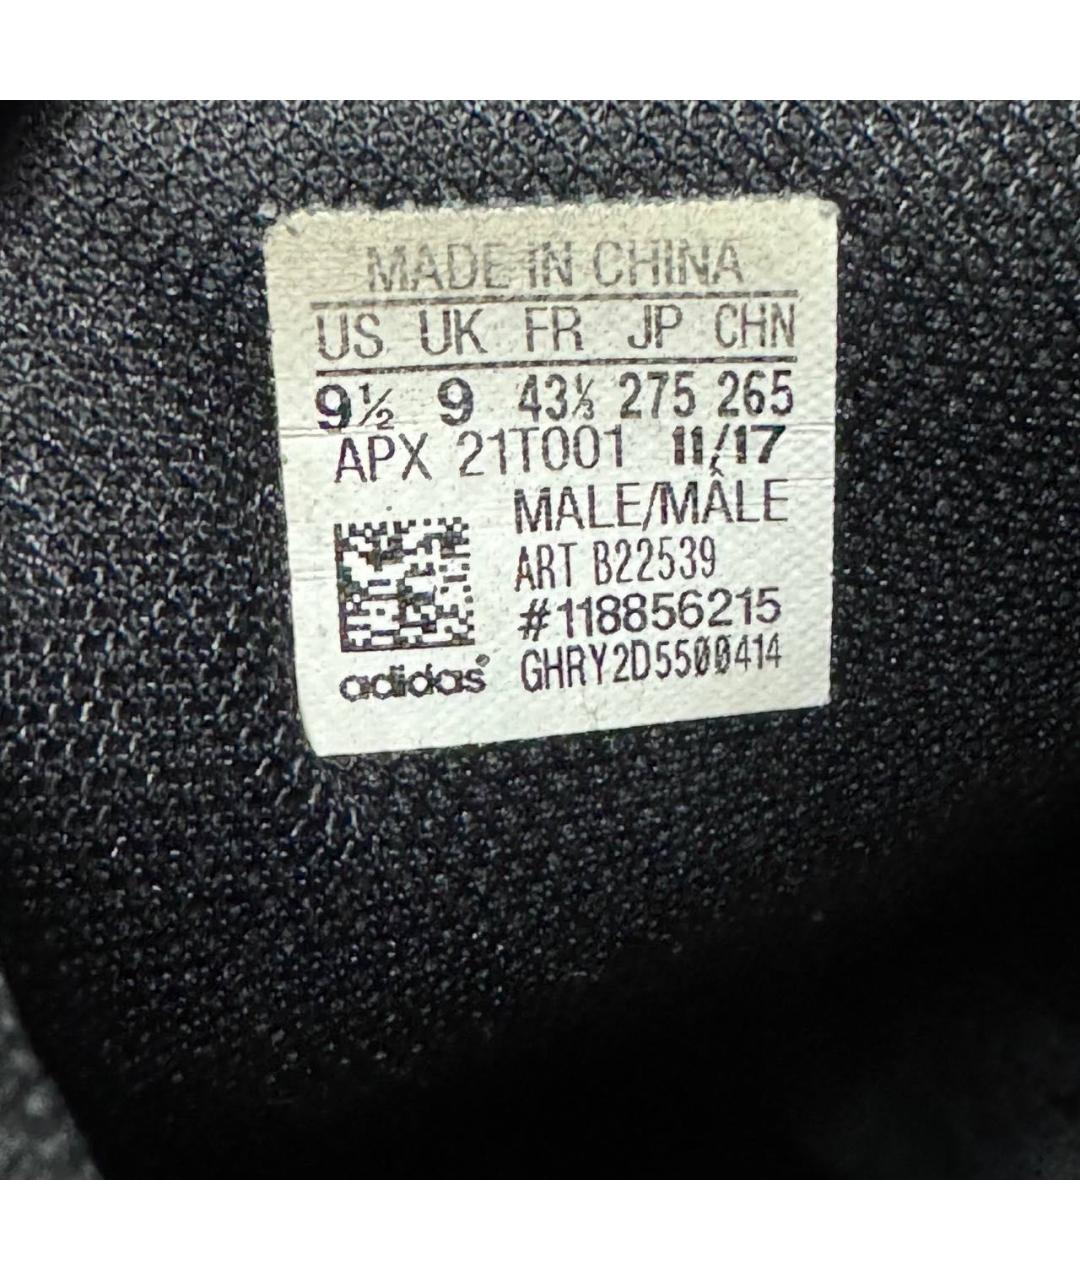 MADE IN CHINA
US UK FR JP CHN
9½ 9 43⅓ 275 265
APX 21T001 11/17
MALE/MÂLE
ART B22539
#118856215
GHRY2D5500414
adidas®